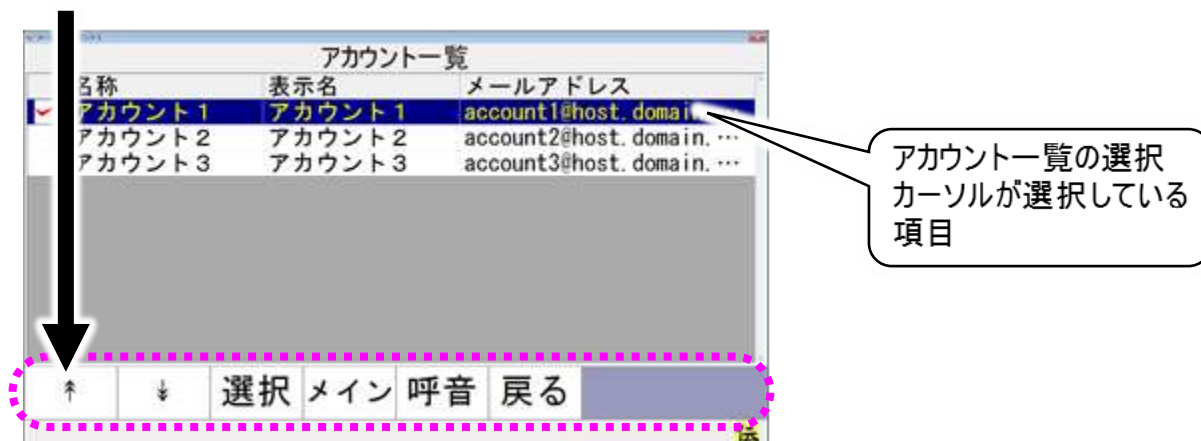 アカウント一覧
名称 表示名 メールアドレス
アカウント1 アカウント1 account1@host.domain.…
アカウント2 アカウント2 account2@host.domain.…
アカウント3 アカウント3 account3@host.domain.…
アカウント一覧の選択
カーソルが選択している
項目
↟ ↡ 選択 メイン 呼音 戻る